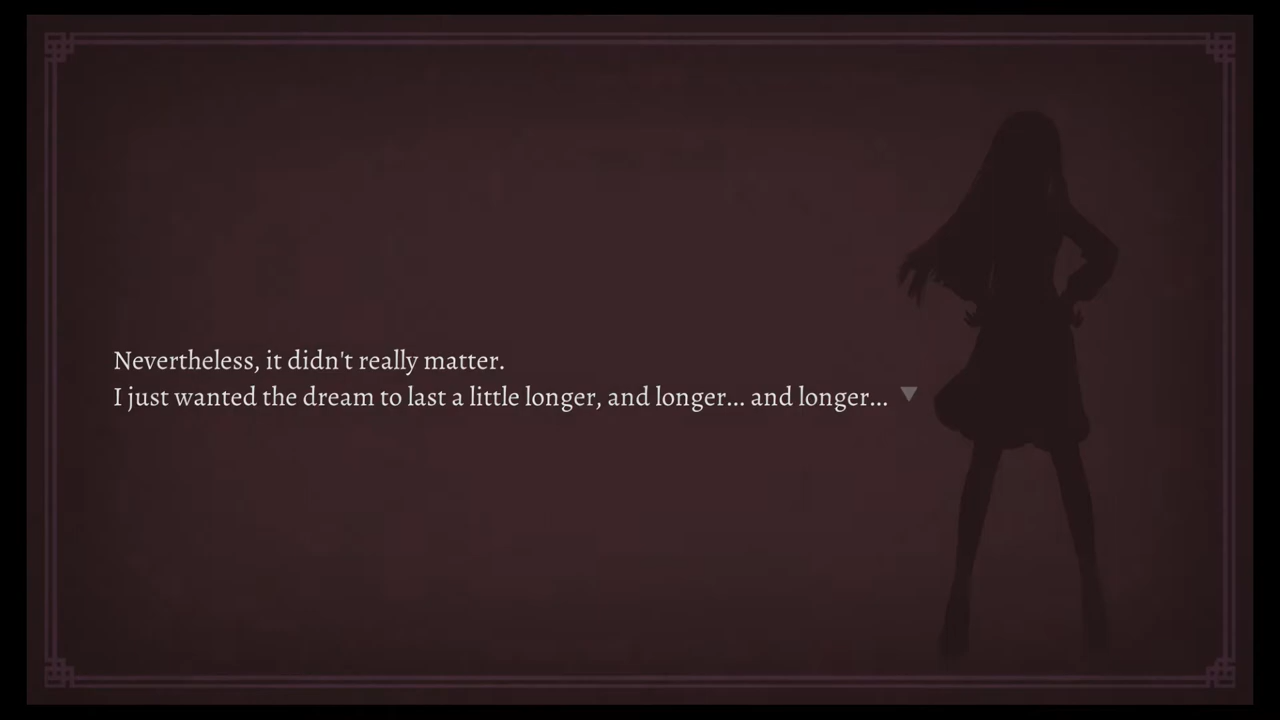 Nevertheless, it didn't really matter.
I just wanted the dream to last a little longer, and longer... and longer...